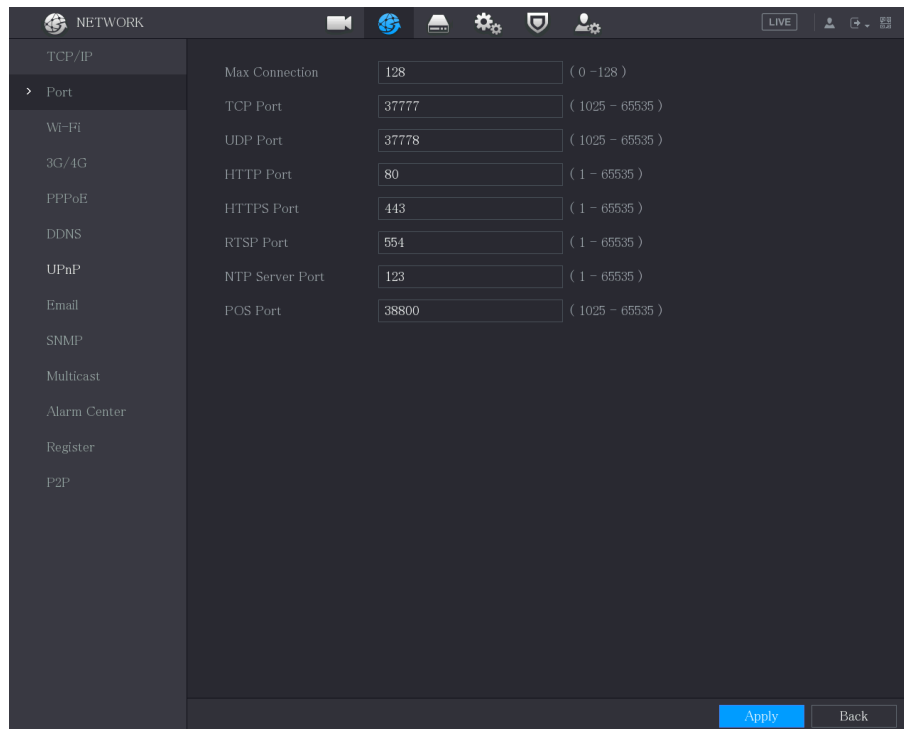 NETWORK
LIVE
TCP/IP
Port
Wi-Fi
3G/4G
PPPoE
DDNS
UPnP
Email
SNMP
Multicast
Alarm Center
Register
P2P
Max Connection 128 ( 0 -128 )
TCP Port 37777 ( 1025 - 65535 )
UDP Port 37778 ( 1025 - 65535 )
HTTP Port 80 ( 1 - 65535 )
HTTPS Port 443 ( 1 - 65535 )
RTSP Port 554 ( 1 - 65535 )
NTP Server Port 123 ( 1 - 65535 )
POS Port 38800 ( 1025 - 65535 )
Apply Back